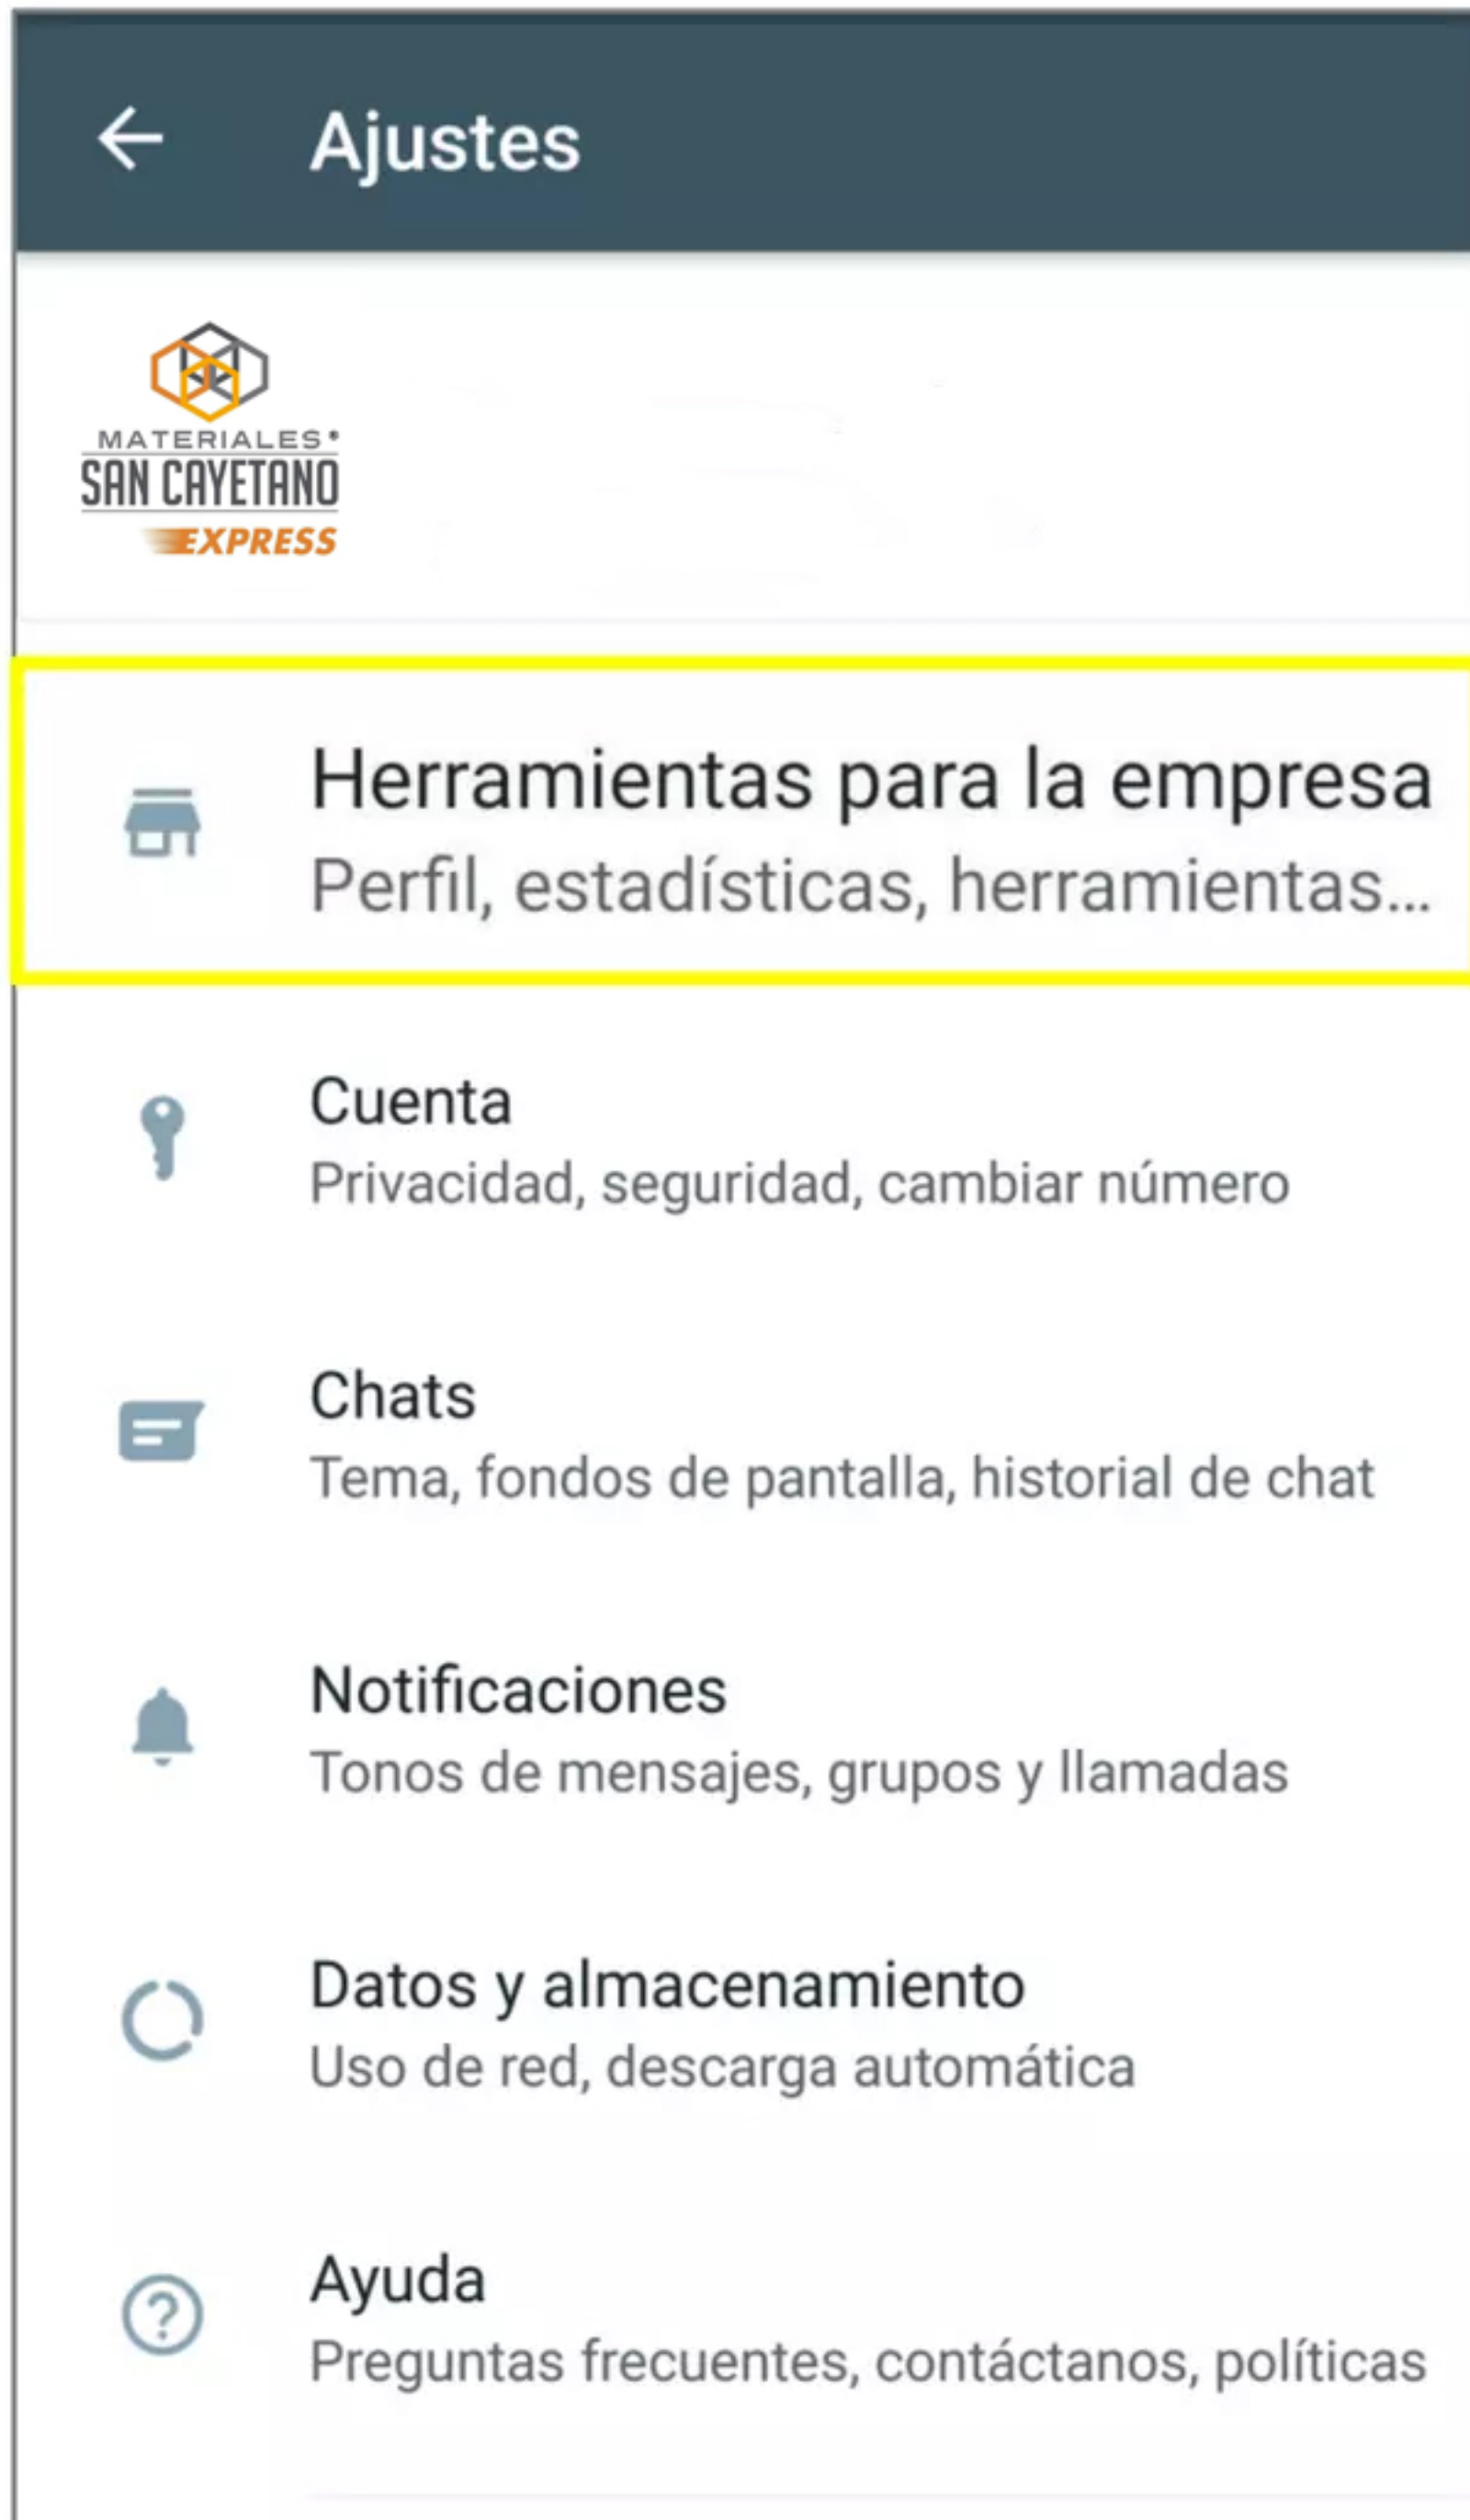 Ajustes
MATERIALES®
SAN CAYETANO
EXPRESS
Herramientas para la empresa
Perfil, estadísticas, herramientas...
Cuenta
Privacidad, seguridad, cambiar número
Chats
Tema, fondos de pantalla, historial de chat
Notificaciones
Tonos de mensajes, grupos y llamadas
Datos y almacenamiento
Uso de red, descarga automática
Ayuda
Preguntas frecuentes, contáctanos, políticas